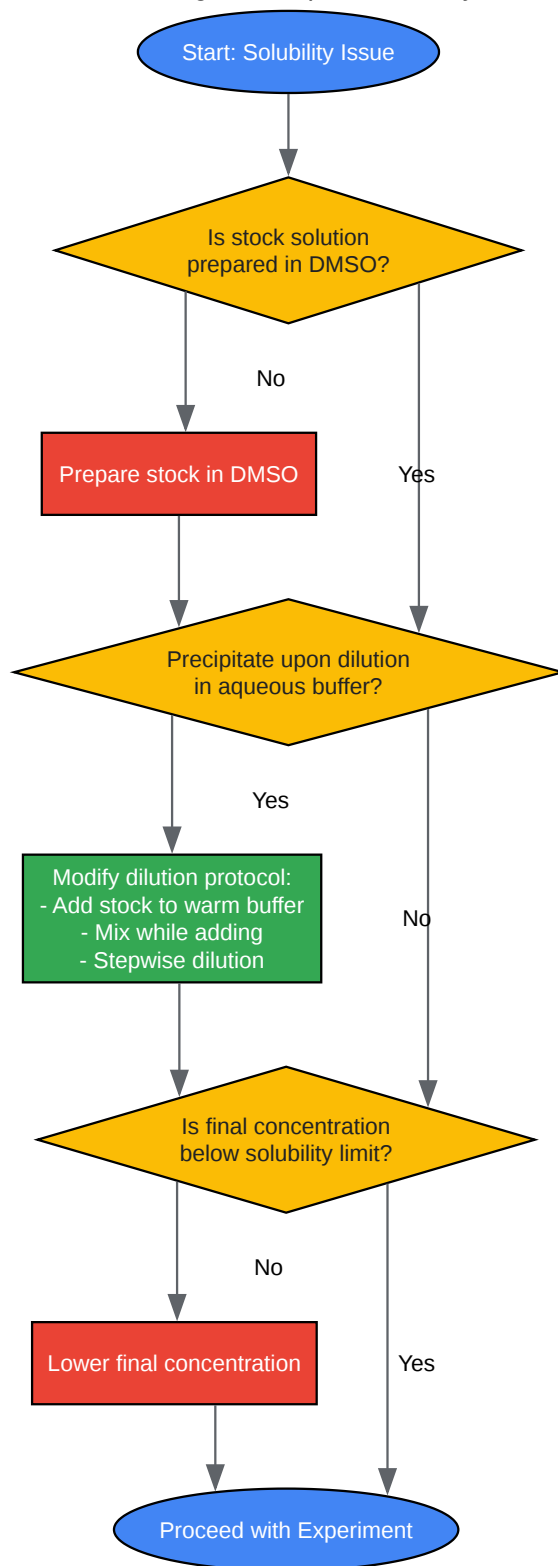 Start: Solubility Issue
Is stock solution
prepared in DMSO?
No
Prepare stock in DMSO
Yes
Precipitate upon dilution
in aqueous buffer?
Yes
Modify dilution protocol:
- Add stock to warm buffer
- Mix while adding
- Stepwise dilution
No
Is final concentration
below solubility limit?
No
Lower final concentration
Yes
Proceed with Experiment